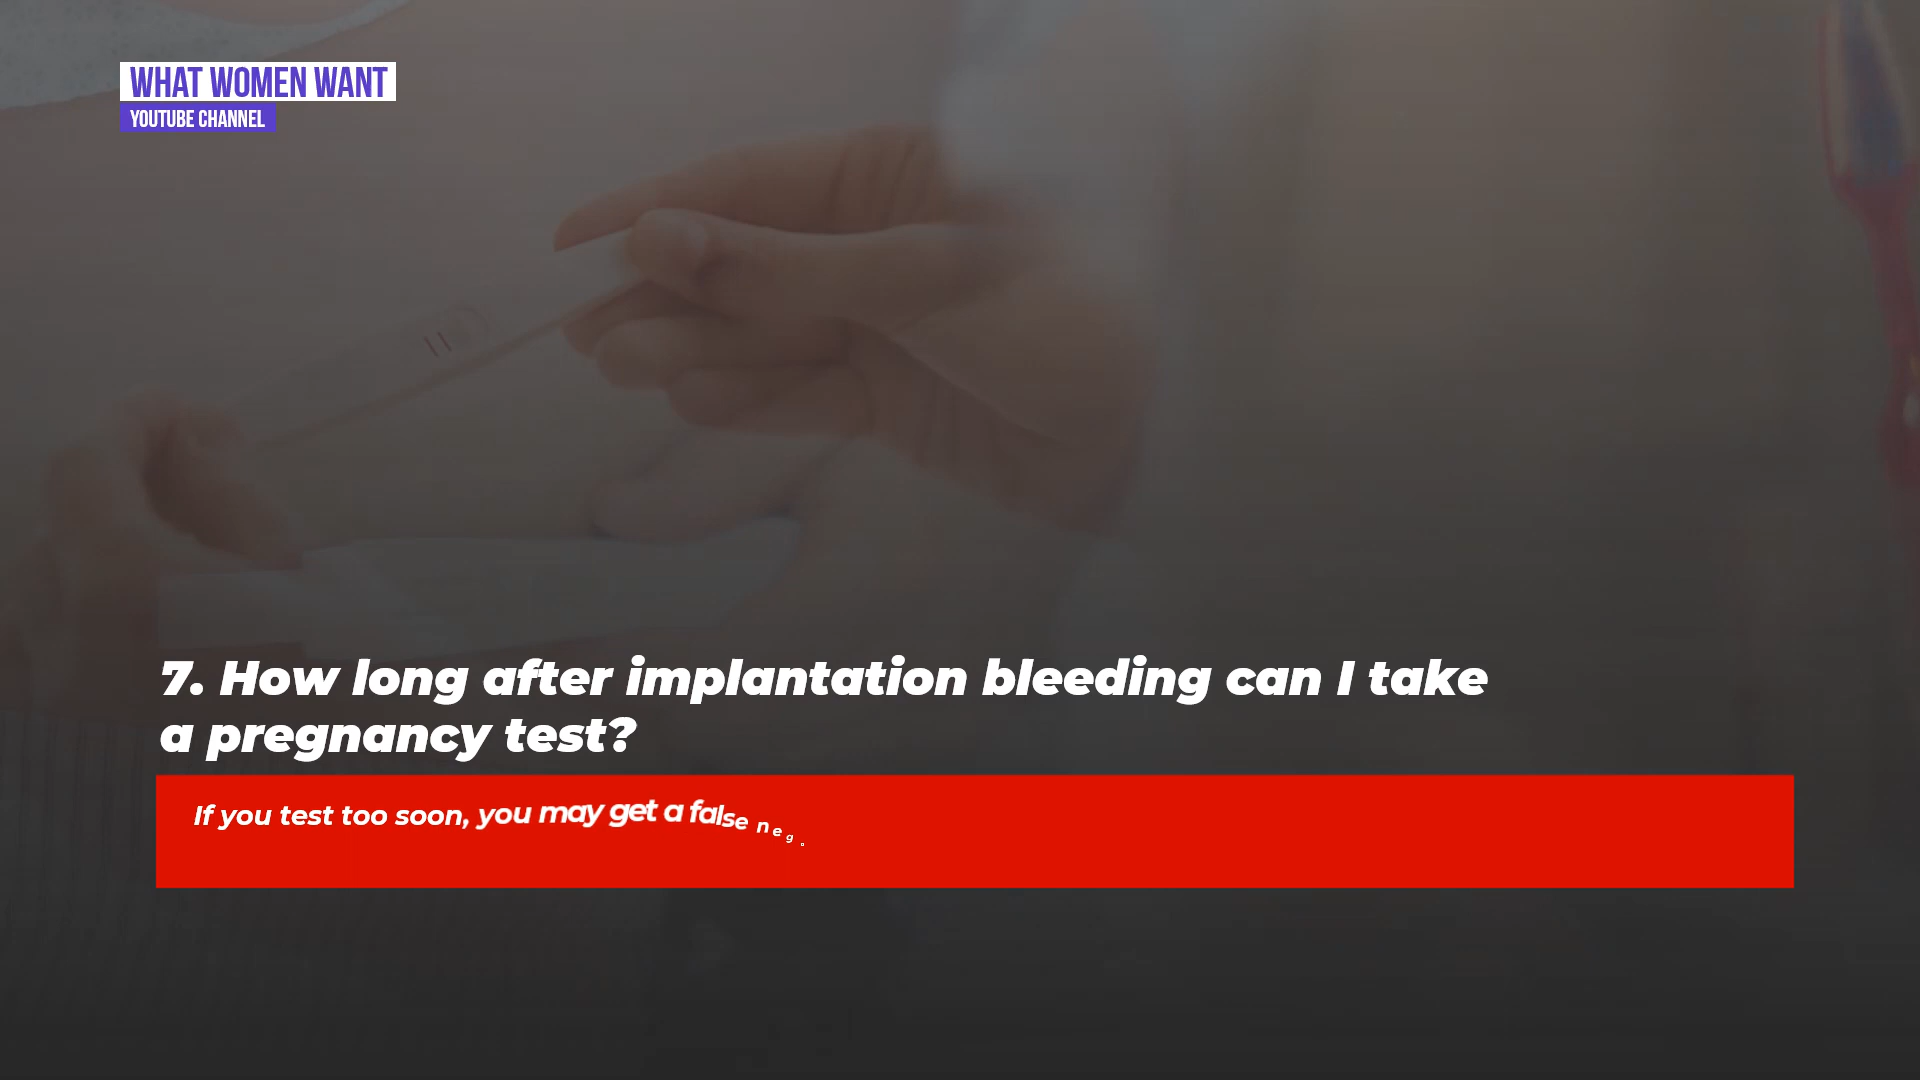 WHAT WOMEN WANT
YOUTUBE CHANNEL
7. How long after implantation bleeding can I take
a pregnancy test?
If you test too soon, you may get a false neg